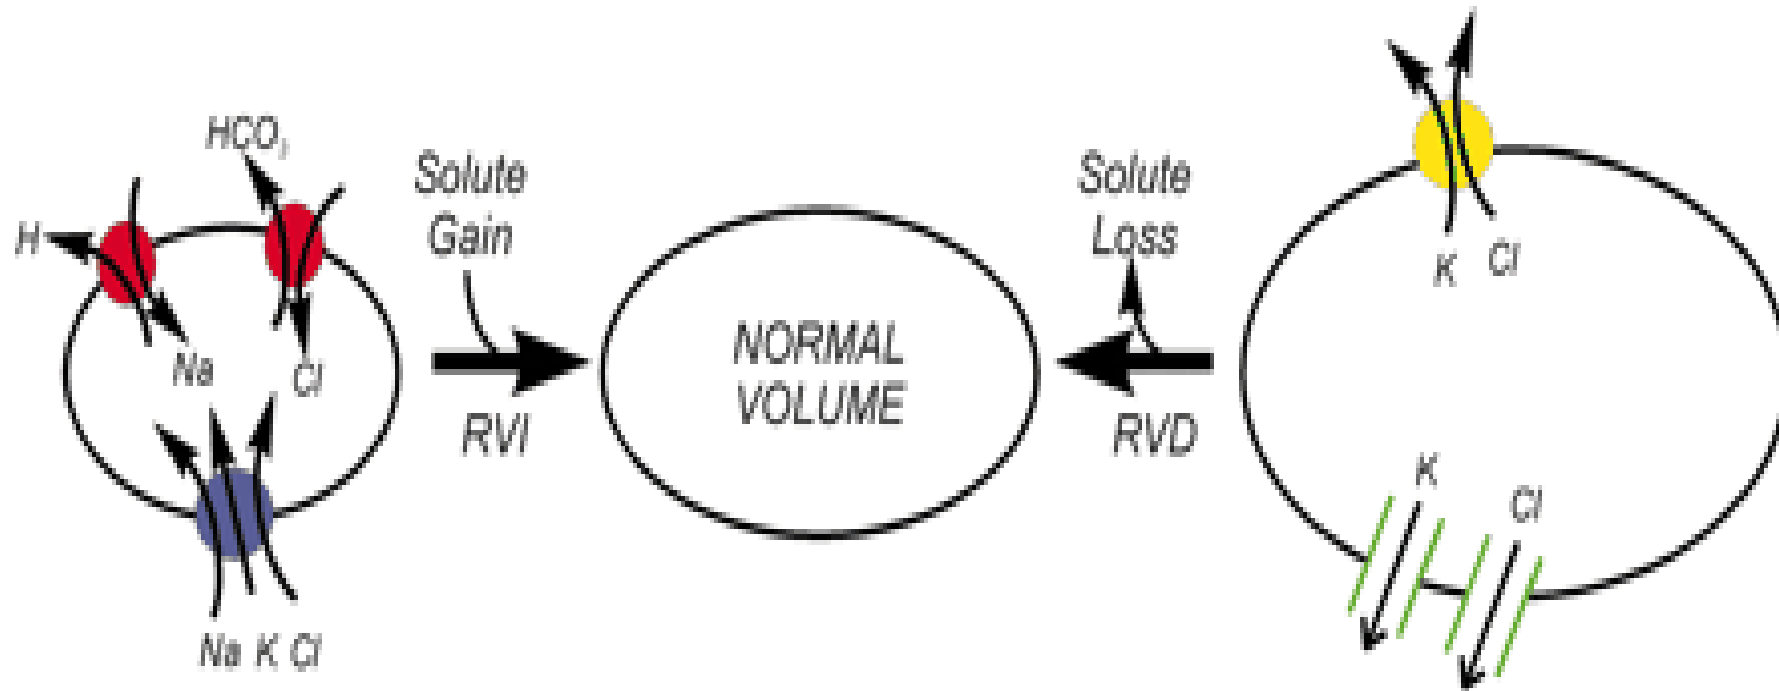 HCO3
H
Na
Cl
Na K Cl
Solute
Gain
RVI
NORMAL
VOLUME
Solute
Loss
RVD
K Cl
K
Cl